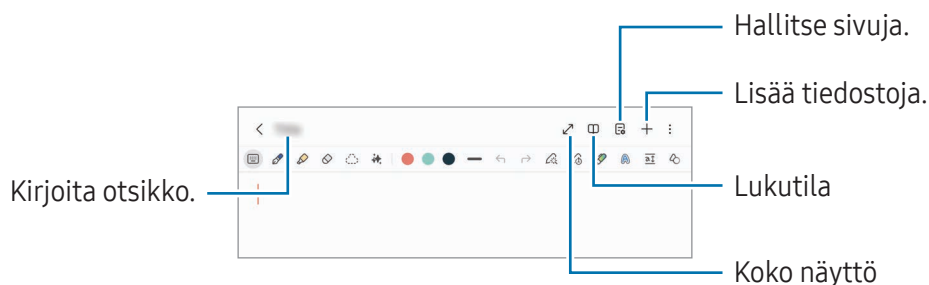 Hallitse sivuja.
Lisää tiedostoja.
Kirjoita otsikko.
Lukutila
Koko näyttö